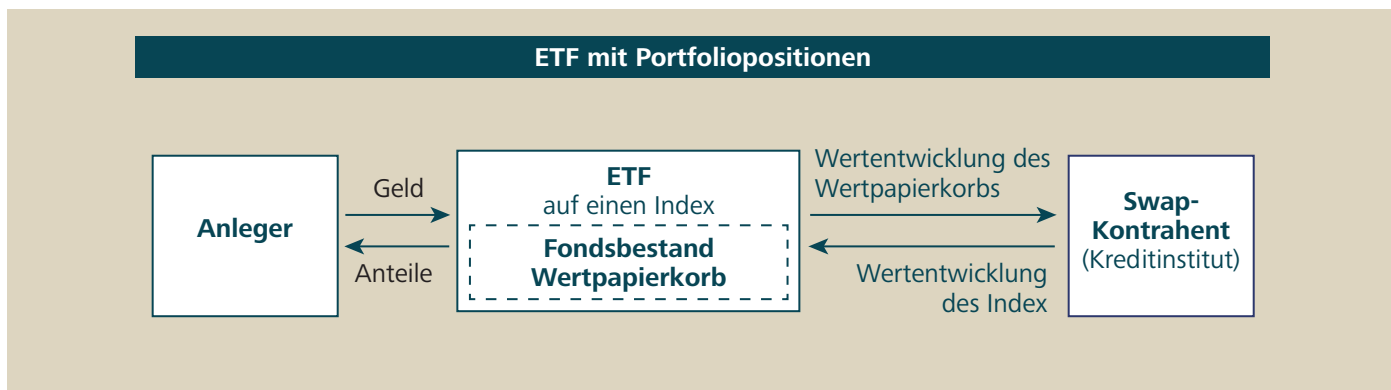 ETF mit Portfoliopositionen
Anleger
Geld
Anteile
ETF
auf einen Index
Fondsbestand
Wertpapierkorb
Wertentwicklung des
Wertpapierkorbs
Wertentwicklung
des Index
Swap-
Kontrahent
(Kreditinstitut)